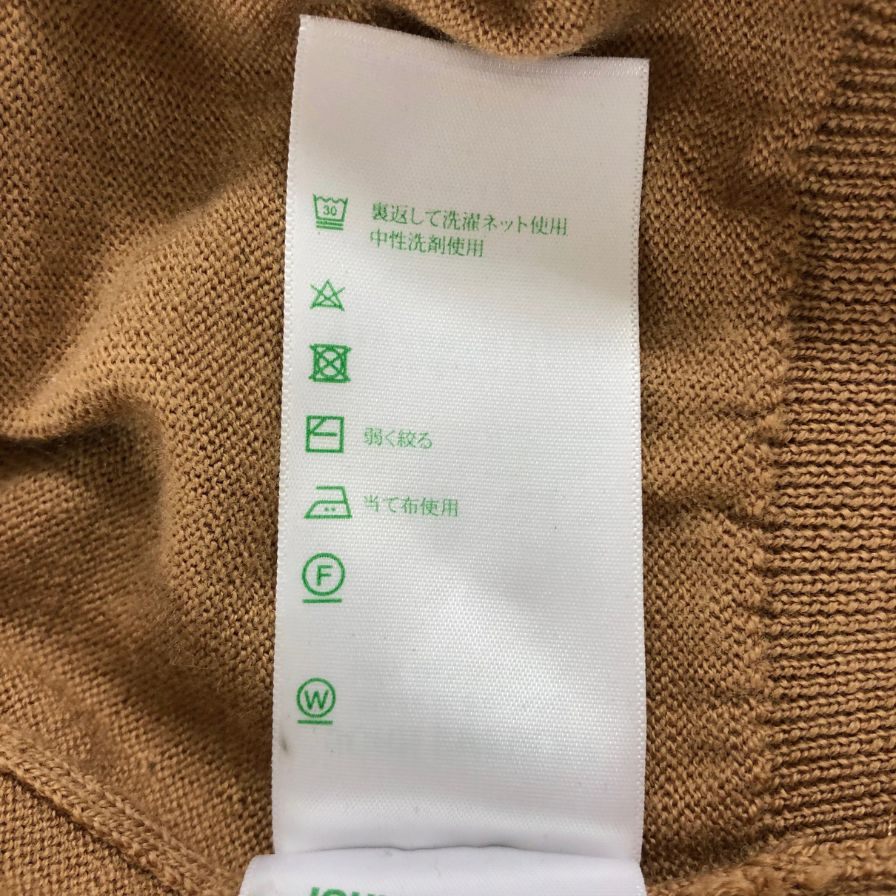 30
裏返して洗濯ネット使用
中性洗剤使用
弱く絞る
当て布使用
F
W